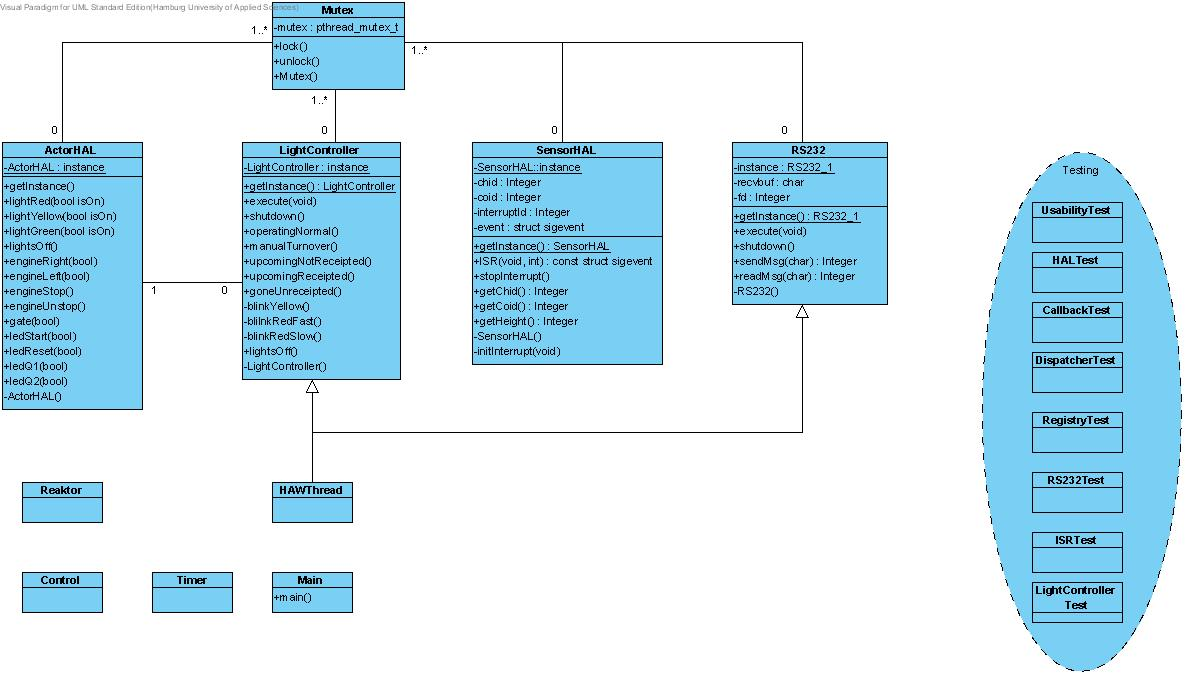 Visual Paradigm for UML Standard Edition(Hamburg University of Applied Sciences)
Mutex
-mutex : pthread_mutex_t
+lock()
+unlock()
+Mutex()
1..*
1..*
1..*
0
0
0
0
ActorHAL
-ActorHAL : instance
+getInstance()
+lightRed(bool isOn)
+lightYellow(bool isOn)
+lightGreen(bool isOn)
+lightsOff()
+engineRight(bool)
+engineLeft(bool)
+engineStop()
+engineUnstop()
+gate(bool)
+ledStart(bool)
+ledReset(bool)
+ledQ1(bool)
+ledQ2(bool)
-ActorHAL()
1
0
LightController
-LightController : instance
+getInstance() : LightController
+execute(void)
+shutdown()
+operatingNormal()
+manualTurnover()
+upcomingNotReceipted()
+upcomingReceipted()
+goneUnreceipted()
-blinkYellow()
-blilnkRedFast()
-blinkRedSlow()
+lightsOff()
-LightController()
SensorHAL
-SensorHAL::instance
-chid : Integer
-coid : Integer
-interruptId : Integer
-event : struct sigevent
+getInstance() : SensorHAL
+ISR(void, int) : const struct sigevent
+stopInterrupt()
+getChid() : Integer
+getCoid() : Integer
+getHeight() : Integer
-SensorHAL()
-initInterrupt(void)
RS232
-instance : RS232_1
-recvbuf : char
-fd : Integer
+getInstance() : RS232_1
+execute(void)
+shutdown()
+sendMsg(char) : Integer
+readMsg(char) : Integer
-RS232()
Reaktor
HAWThread
Control
Timer
Main
+main()
Testing
UsabilityTest
HALTest
CallbackTest
DispatcherTest
RegistryTest
RS232Test
ISRTest
LightController
Test